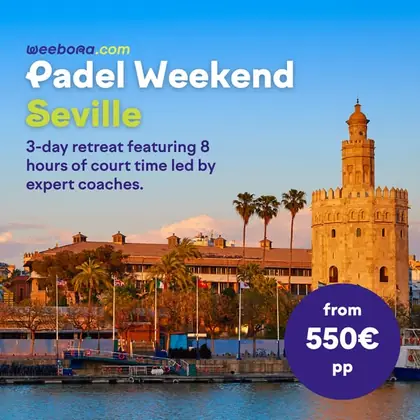 weebora.com
Padel Weekend
Seville
3-day retreat featuring 8
hours of court time led by
expert coaches.
from
550€
pp